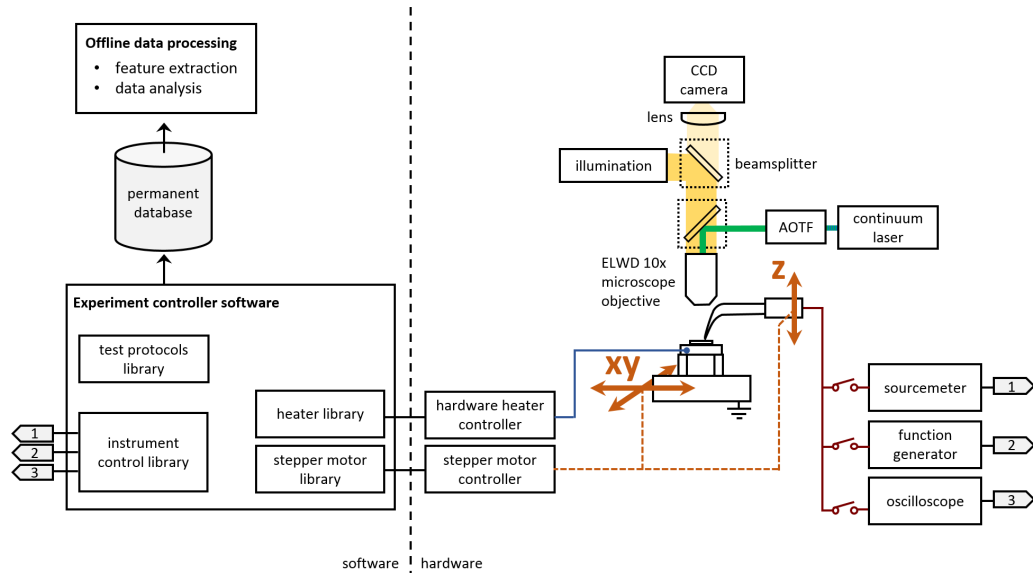 Offline data processing
• feature extraction
• data analysis
permanent
database
Experiment controller software
test protocols
library
instrument
control library
1
2
3
heater library
stepper motor
library
hardware heater
controller
stepper motor
controller
software
hardware
CCD
camera
lens
illumination
beamsplitter
AOTF
continuum
laser
ELWD 10x
microscope
objective
z
xy
sourcemeter
1
function
generator
2
oscilloscope
3